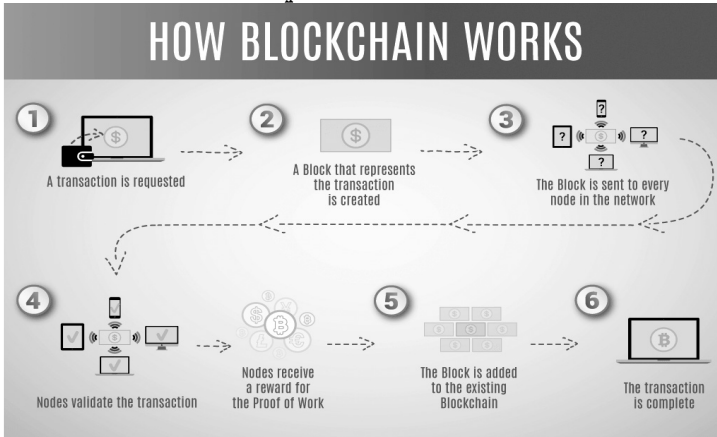 HOW BLOCKCHAIN WORKS
1
A transaction is requested
2
$
A Block that represents
the transaction
is created
3
?
?
?
?
The Block is sent to every
node in the network
4
Nodes validate the transaction
Nodes receive
a reward for
the Proof of Work
5
The Block is added
to the existing
Blockchain
6
The transaction
is complete